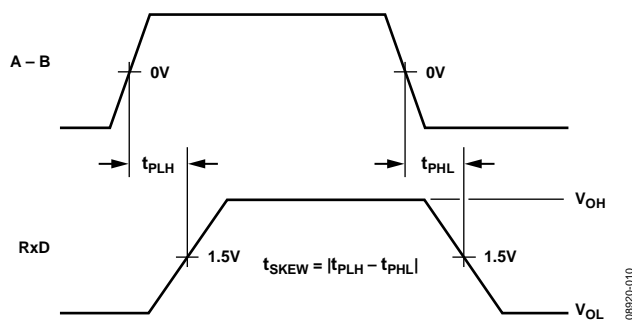 A – B
0V
0V
tPLH
tPHL
VOH
RxD
1.5V
tSKEW = |tPLH – tPHL|
1.5V
VOL
08920-010